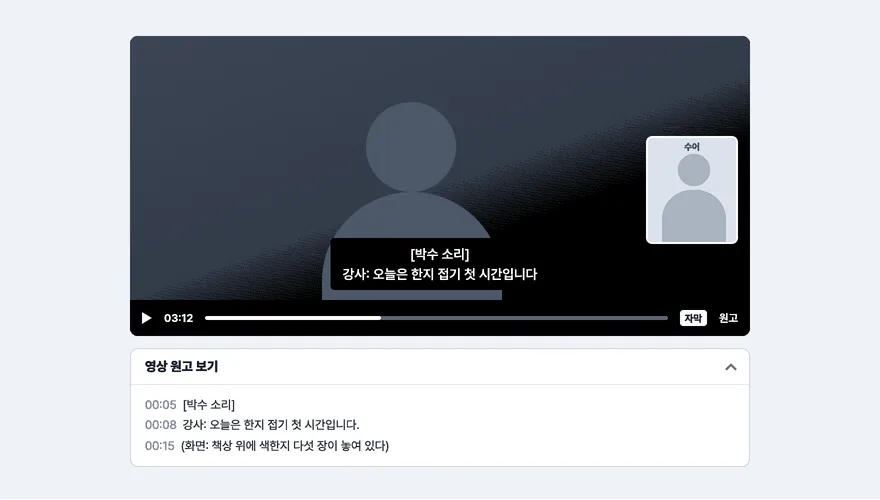 수어
[박수 소리]
강사: 오늘은 한지 접기 첫 시간입니다
03:12
자막
원고
영상 원고 보기
00:05 [박수 소리]
00:08 강사: 오늘은 한지 접기 첫 시간입니다.
00:15 (화면: 책상 위에 색한지 다섯 장이 놓여 있다)